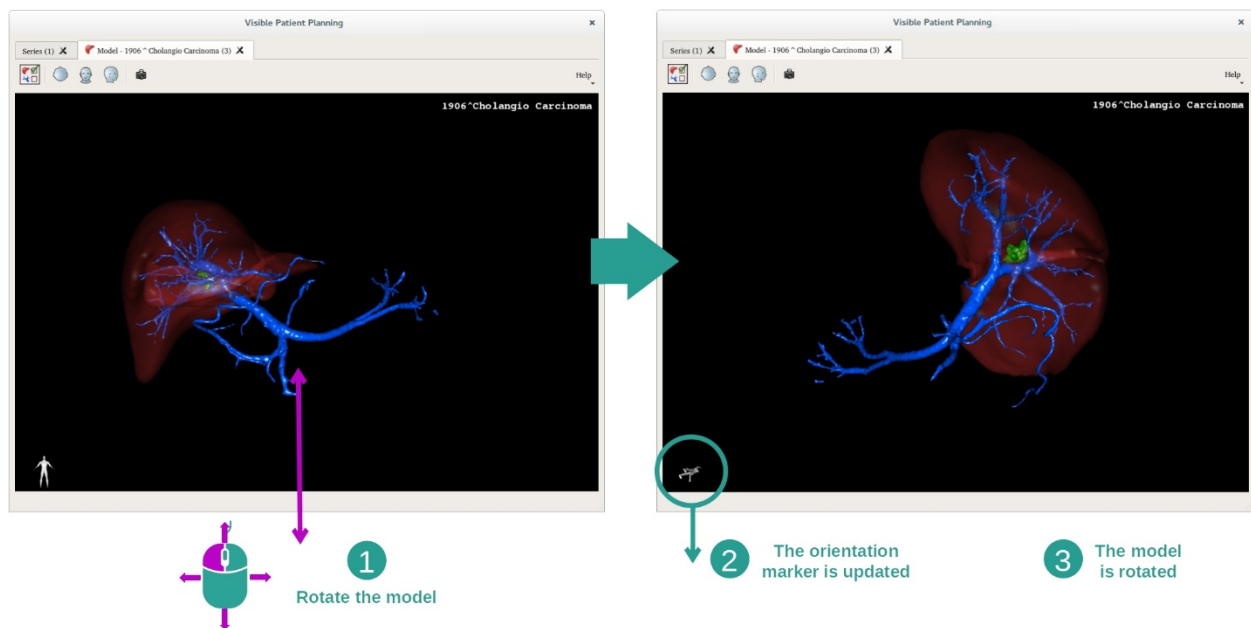 Visible Patient Planning
Series (1)
Model - 1906 ^ Cholangio Carcinoma (3)
Help
1906^Cholangio Carcinoma
Visible Patient Planning
Series (1)
Model - 1906 ^ Cholangio Carcinoma (3)
Help
1906^Cholangio Carcinoma
1
Rotate the model
2
The orientation
marker is updated
3
The model
is rotated